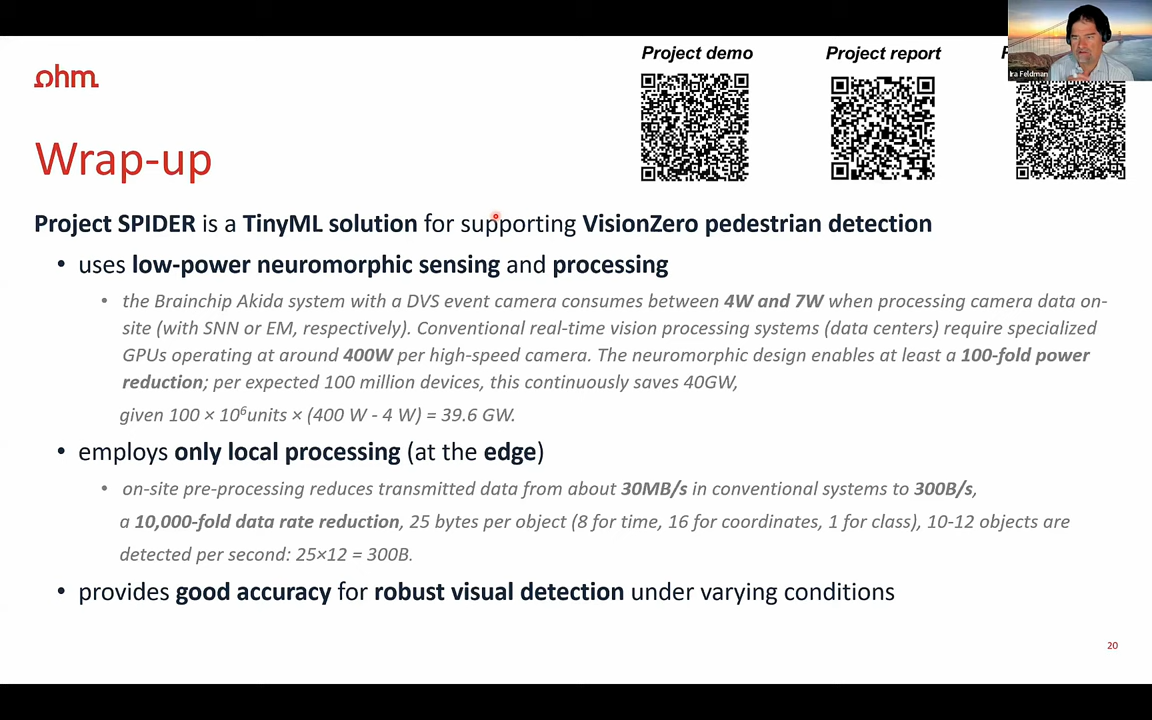 Project demo
Project report
Ira Feldman
ohm
Wrap-up
Project SPIDER is a TinyML solution for supporting VisionZero pedestrian detection
• uses low-power neuromorphic sensing and processing
• the Brainchip Akida system with a DVS event camera consumes between 4W and 7W when processing camera data on-
site (with SNN or EM, respectively). Conventional real-time vision processing systems (data centers) require specialized
GPUs operating at around 400W per high-speed camera. The neuromorphic design enables at least a 100-fold power
reduction; per expected 100 million devices, this continuously saves 40GW,
given 100 × 10⁶units × (400 W - 4 W) = 39.6 GW.
• employs only local processing (at the edge)
• on-site pre-processing reduces transmitted data from about 30MB/s in conventional systems to 300B/s,
a 10,000-fold data rate reduction, 25 bytes per object (8 for time, 16 for coordinates, 1 for class), 10-12 objects are
detected per second: 25×12 = 300B.
• provides good accuracy for robust visual detection under varying conditions
20